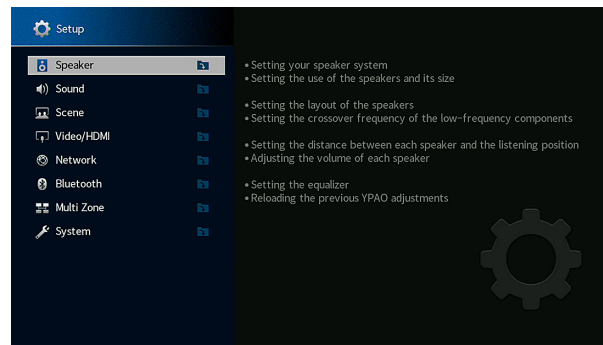 Setup
Speaker
Sound
Scene
Video/HDMI
Network
Bluetooth
Multi Zone
System
• Setting your speaker system
• Setting the use of the speakers and its size
• Setting the layout of the speakers
• Setting the crossover frequency of the low-frequency components
• Setting the distance between each speaker and the listening position
• Adjusting the volume of each speaker
• Setting the equalizer
• Reloading the previous YPAO adjustments